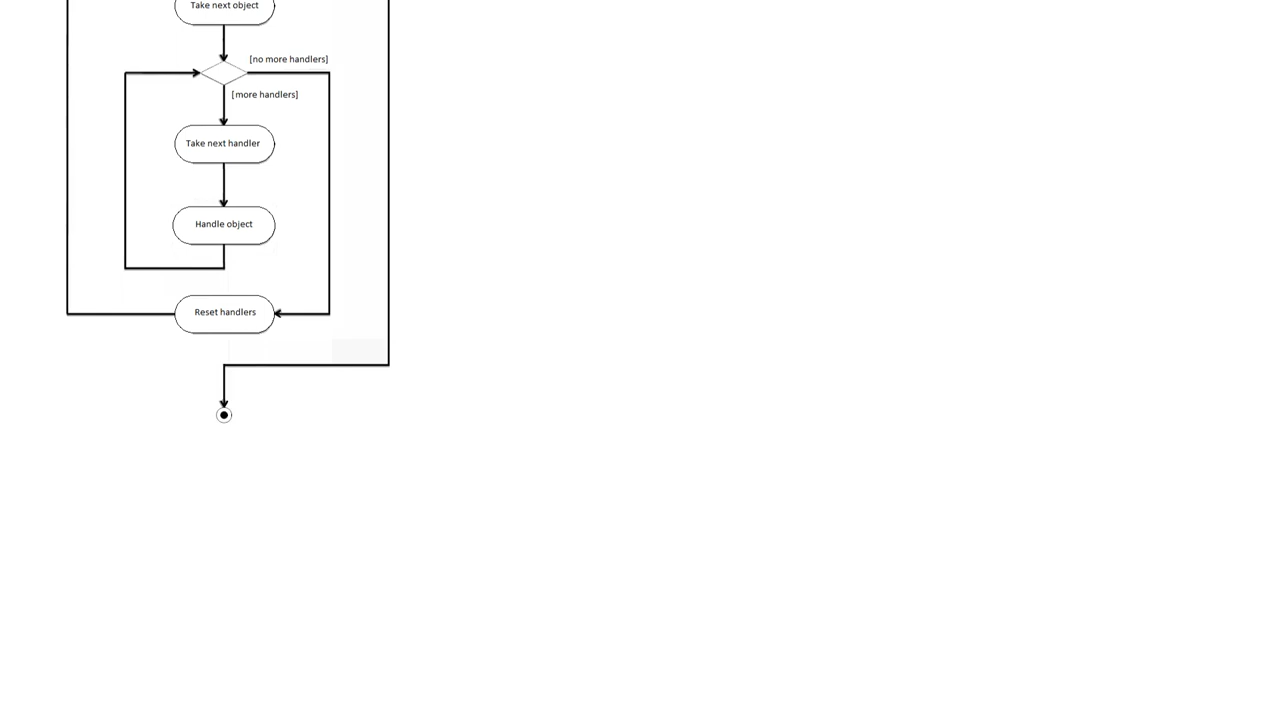 Take next object
[no more handlers]
[more handlers]
Take next handler
Handle object
Reset handlers